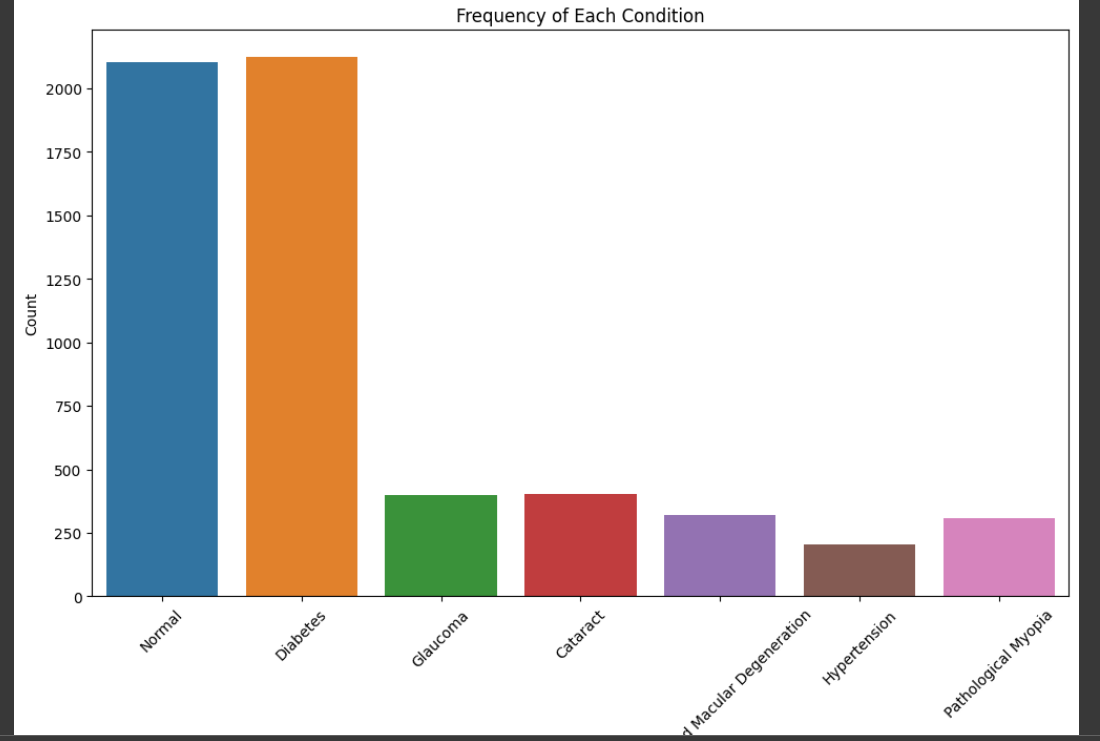 Frequency of Each Condition
2000
1750
1500
1250
1000
750
500
250
0
Count
Normal
Diabetes
Glaucoma
Cataract
d Macular Degeneration
Hypertension
Pathological Myopia